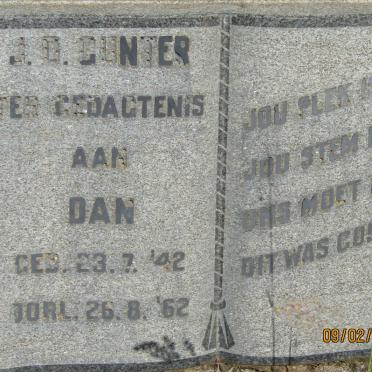 J. D. GUNTER
TER GEDAGTENIS
AAN
DAN
GEB. 23. 7. '42
OORL. 26. 8. '62
JOU PLEK
JOU STEM
ONS MOET
DIT WAS
09/02/